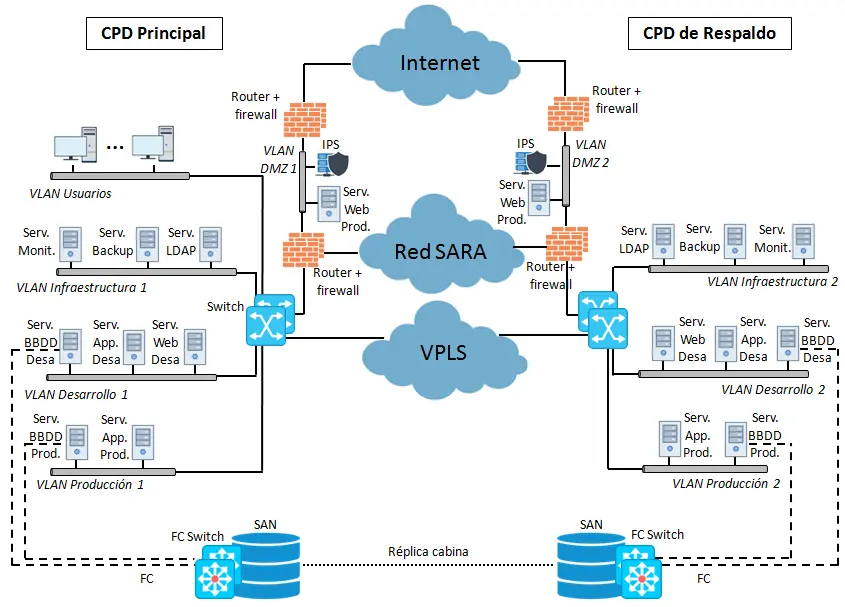 CPD Principal
CPD de Respaldo
Internet
Router +
firewall
Router +
firewall
IPS
VLAN
DMZ 1
IPS
VLAN
DMZ 2
...
VLAN Usuarios
Serv.
Web
Prod.
Serv.
Web
Prod.
Serv.
Monit.
Serv.
Backup
Serv.
LDAP
VLAN Infraestructura 1
Red SARA
Router +
firewall
Router +
firewall
Serv.
LDAP
Serv.
Backup
Serv.
Monit.
VLAN Infraestructura 2
Switch
VPLS
Serv.
BBDD
Desa
Serv.
App.
Desa
Serv.
Web
Desa
VLAN Desarrollo 1
Serv.
Web
Desa
Serv.
App.
Desa
Serv.
BBDD
Desa
VLAN Desarrollo 2
Serv.
BBDD
Prod.
Serv.
App.
Prod.
VLAN Producción 1
Serv.
App.
Prod.
Serv.
BBDD
Prod.
VLAN Producción 2
FC Switch
SAN
SAN
FC Switch
Réplica cabina
FC
FC